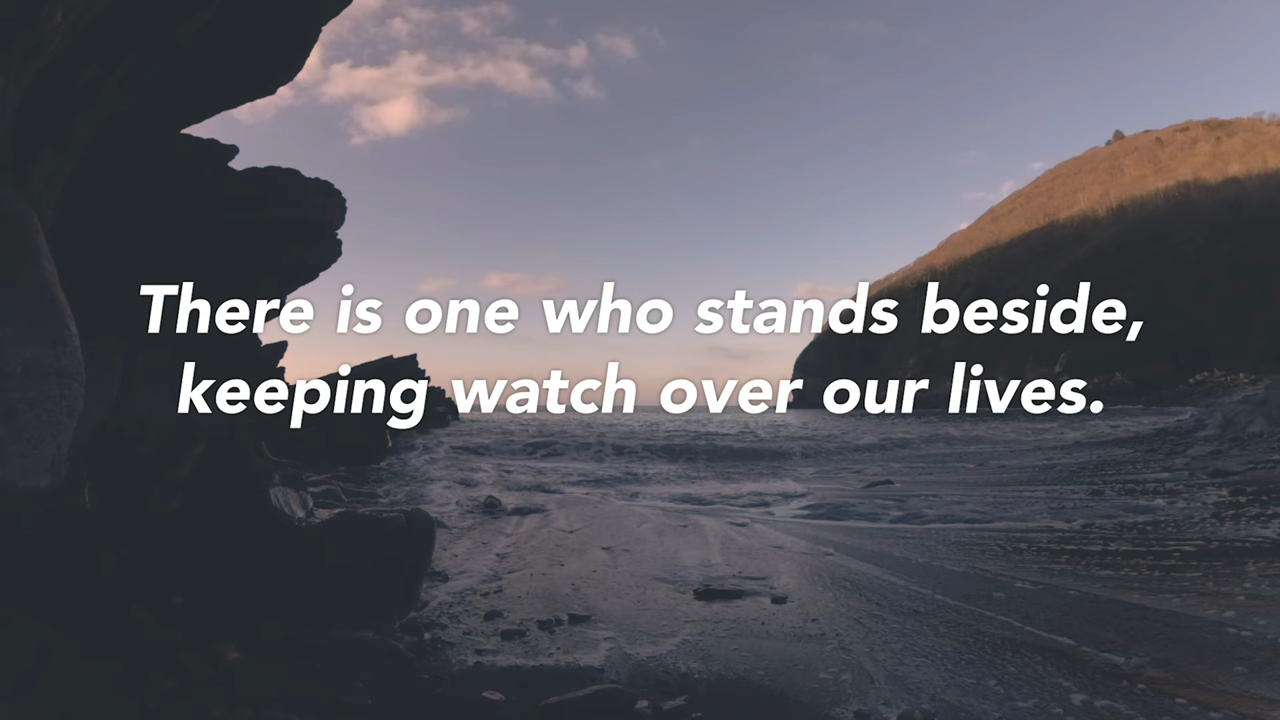 There is one who stands beside,
keeping watch over our lives.